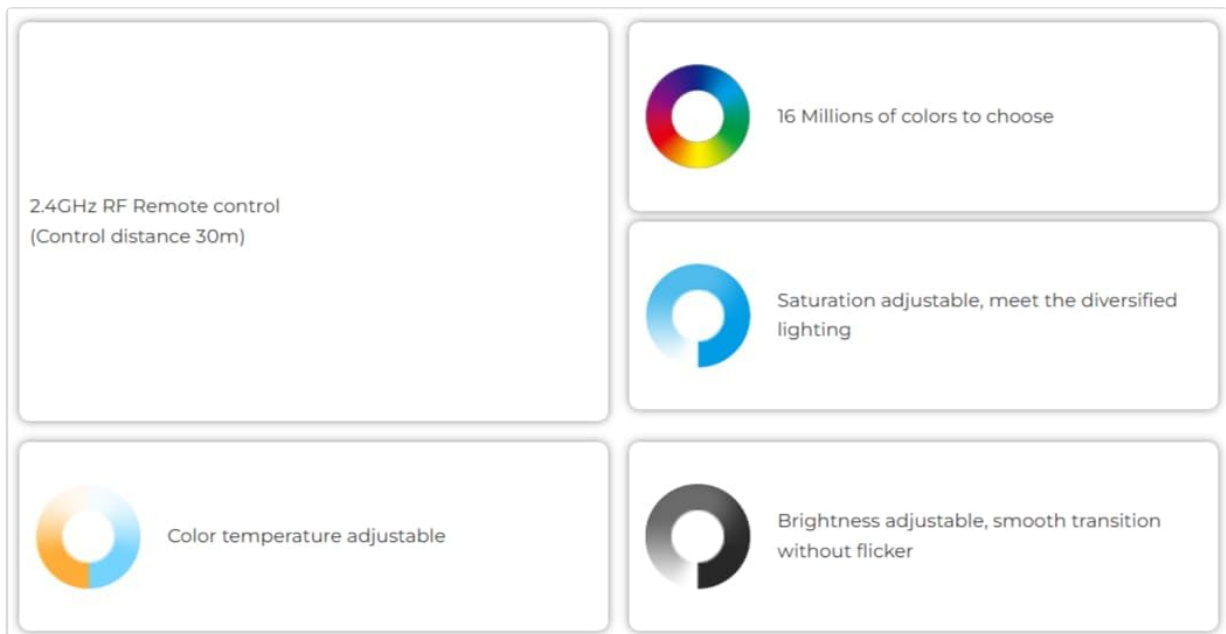 2.4GHz RF Remote control
(Control distance 30m)
16 Millions of colors to choose
Saturation adjustable, meet the diversified
lighting
Color temperature adjustable
Brightness adjustable, smooth transition
without flicker